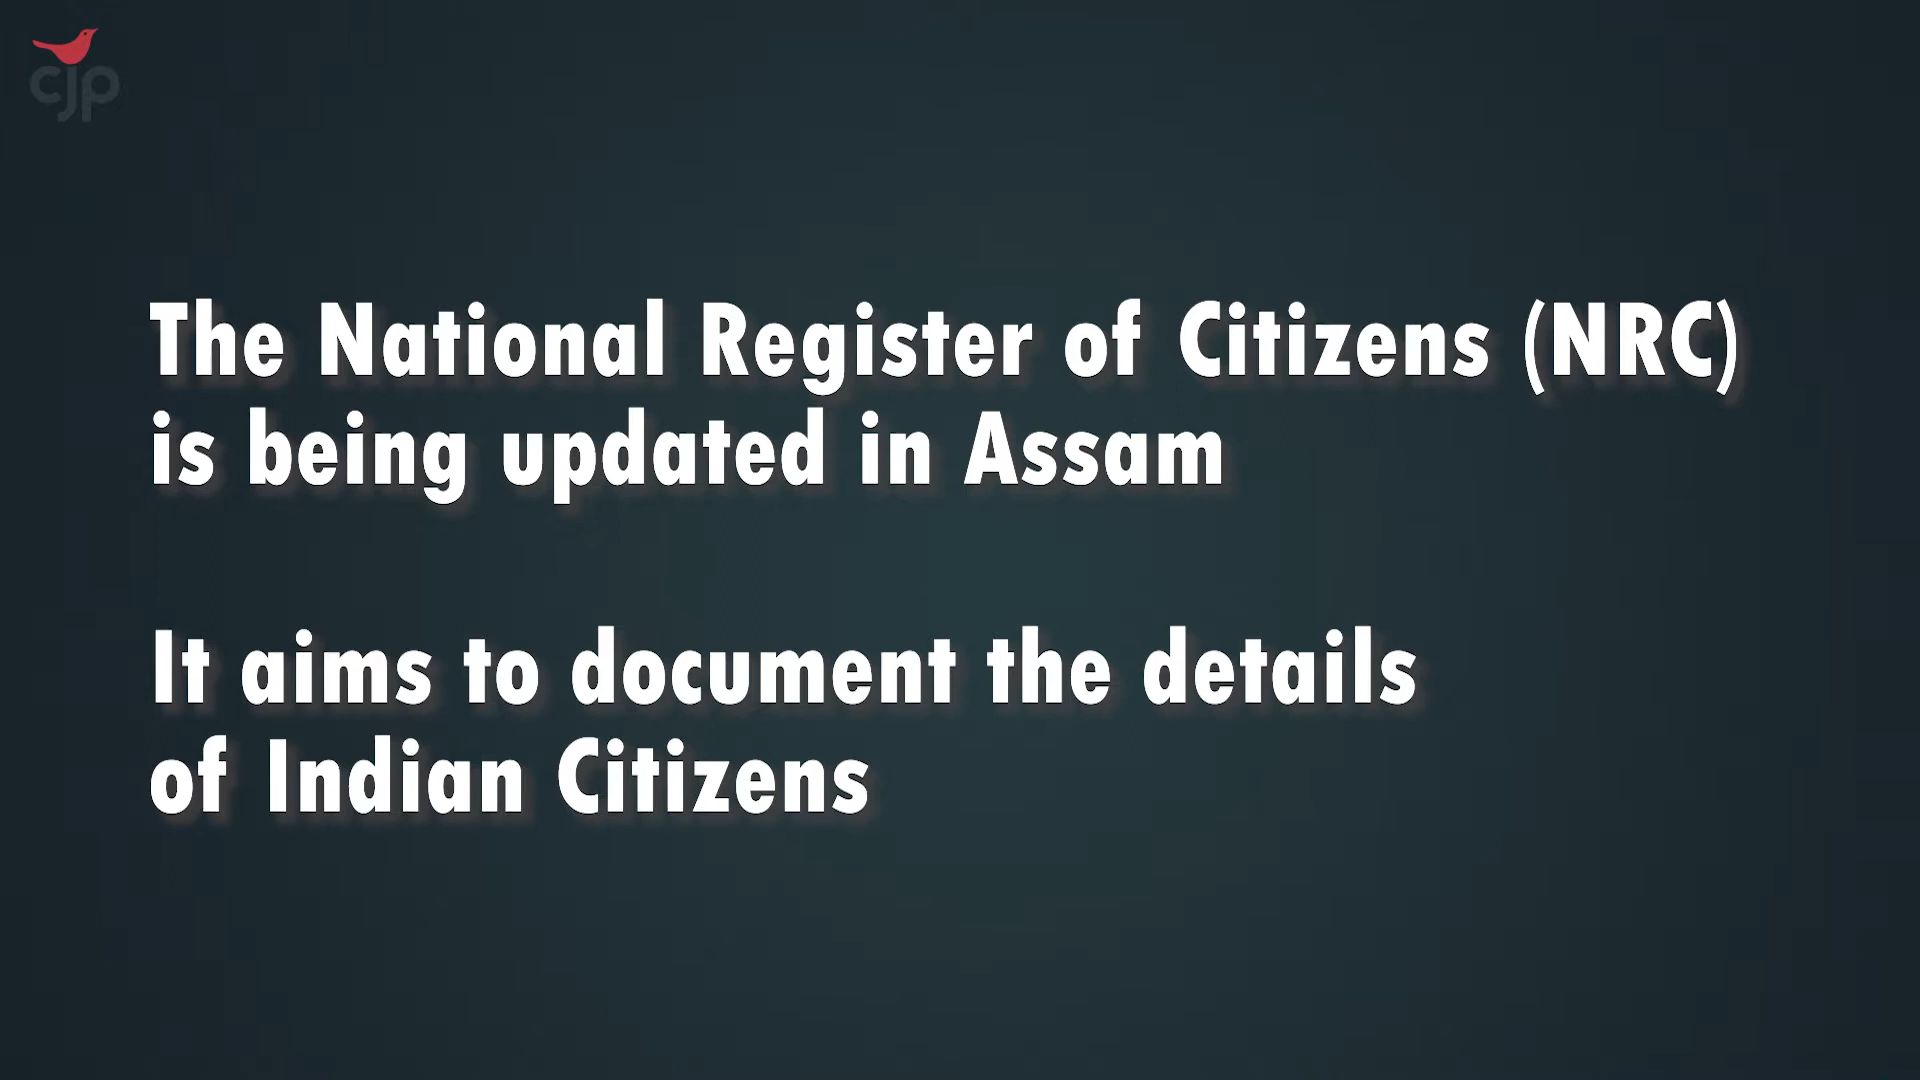 cjp
The National Register of Citizens (NRC)
is being updated in Assam
It aims to document the details
of Indian Citizens